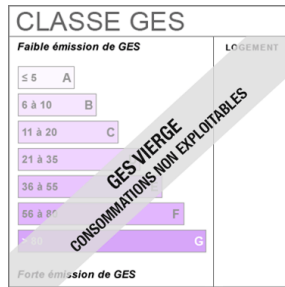 CLASSE GES
Faible émission de GES
LOGEMENT
≤ 5 A
6 à 10 B
11 à 20 C
21 à 35
36 à 55
56 à F
G
GES VIERGE
CONSOMMATIONS NON EXPLOITABLES
Forte émission de GES